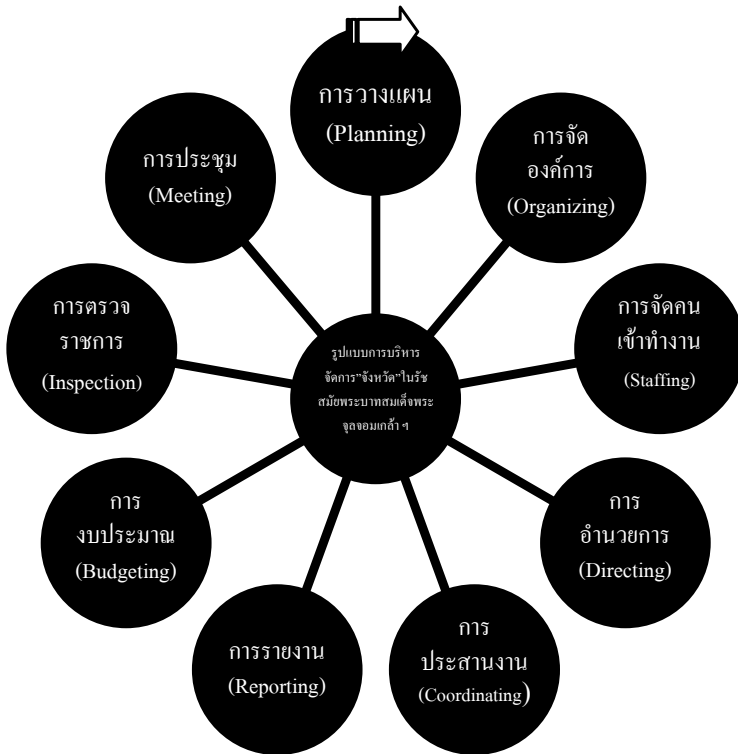 การวางแผน
(Planning)
การจัด
องค์การ
(Organizing)
การจัดคน
เข้าทำงาน
(Staffing)
การ
อำนวยการ
(Directing)
การ
ประสานงาน
(Coordinating)
การรายงาน
(Reporting)
การ
งบประมาณ
(Budgeting)
การตรวจ
ราชการ
(Inspection)
การประชุม
(Meeting)
รูปแบบการบริหาร
จัดการ"จังหวัด"ในรัช
สมัยพระบาทสมเด็จพระ
จุลจอมเกล้า ฯ